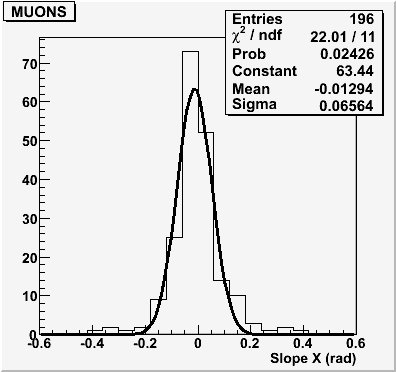 MUONS
Entries 196
χ² / ndf 22.01 / 11
Prob 0.02426
Constant 63.44
Mean -0.01294
Sigma 0.06564
70
60
50
40
30
20
10
0
-0.6 -0.4 -0.2 0 0.2 0.4 0.6
Slope X (rad)